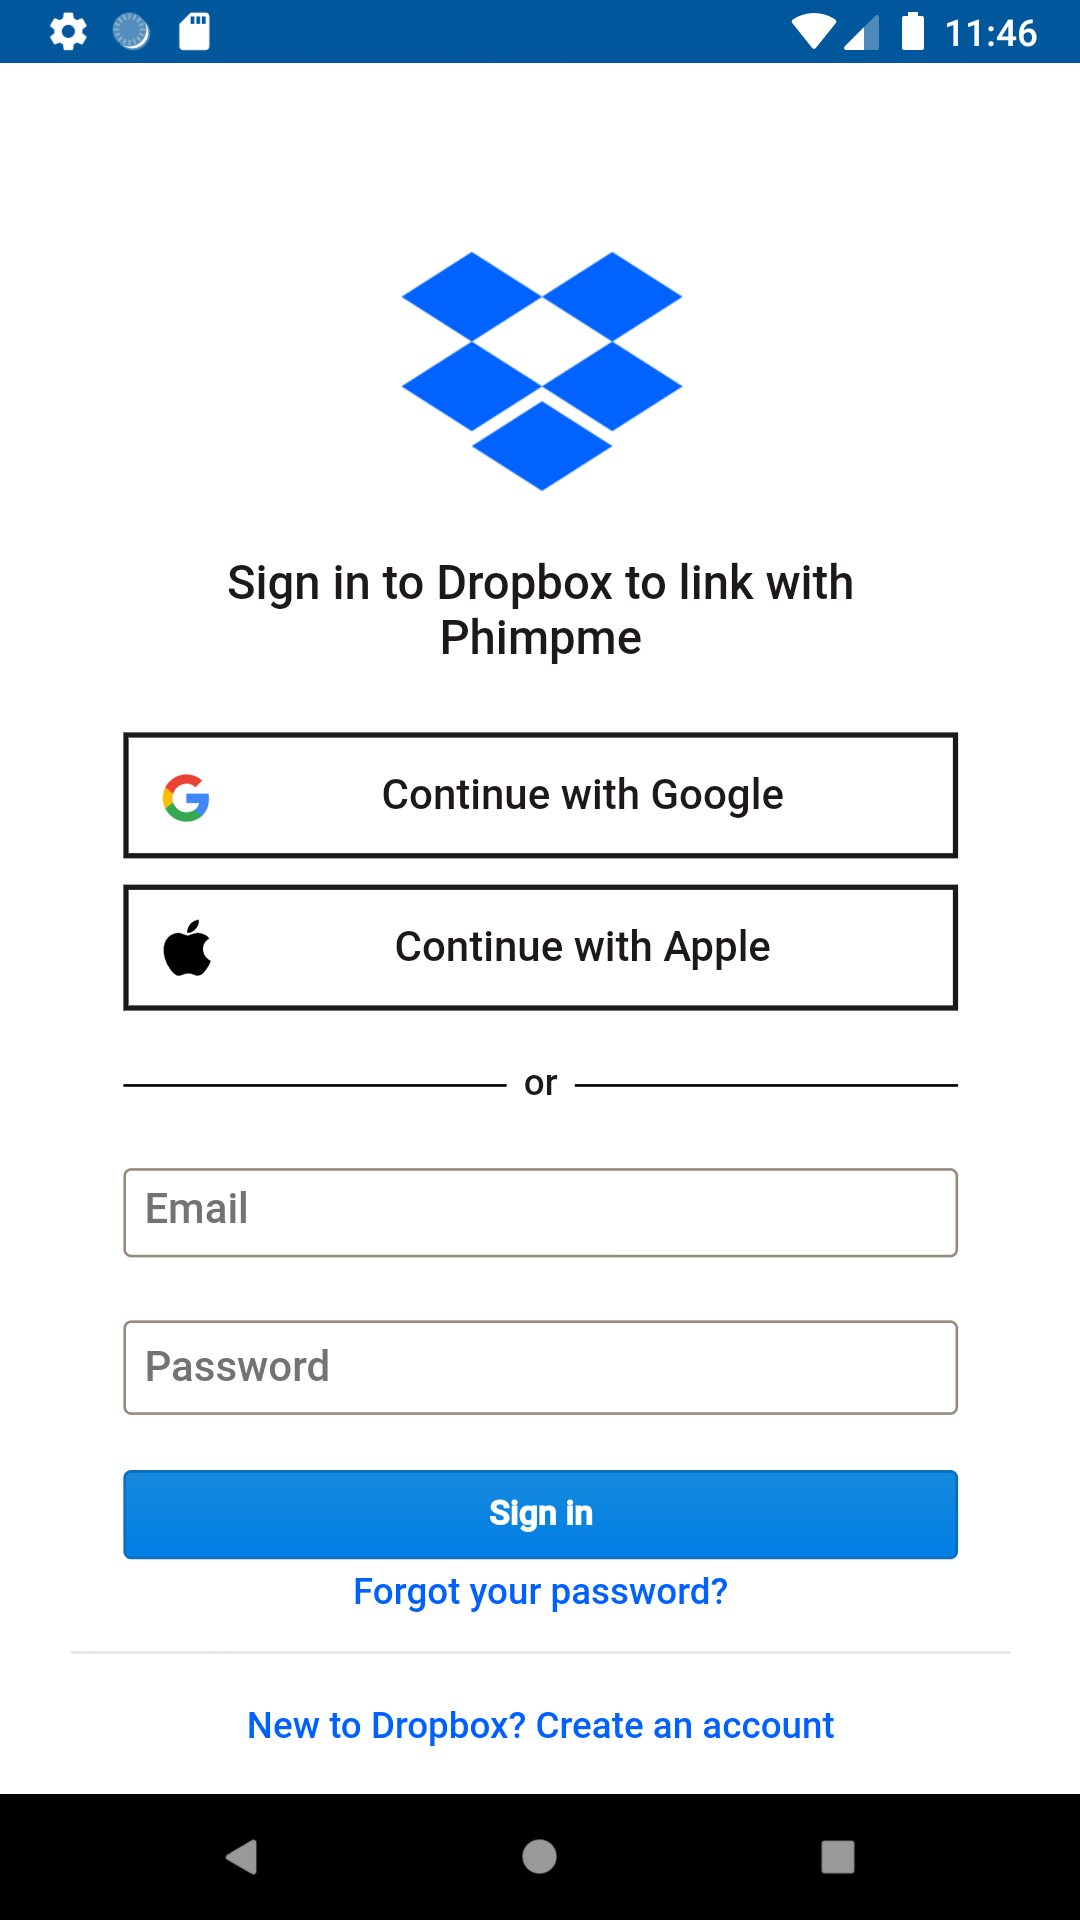 11:46
Sign in to Dropbox to link with
Phimpme
Continue with Google
Continue with Apple
or
Email
Password
Sign in
Forgot your password?
New to Dropbox? Create an account